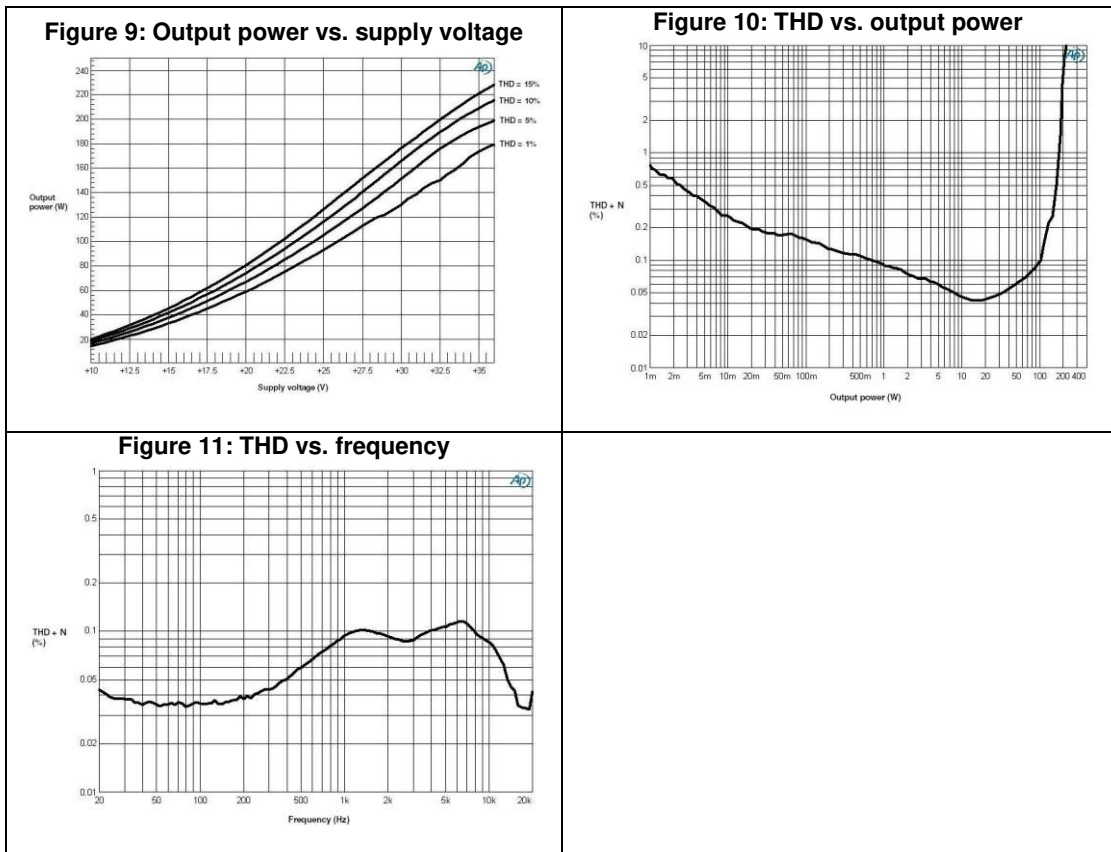 Figure 9: Output power vs. supply voltage
AP
240
220
200
180
160
140
120
100
80
60
40
20
Output
power (W)
THD = 15%
THD = 10%
THD = 5%
THD = 1%
+10 +12.5 +15 +17.5 +20 +22.5 +25 +27.5 +30 +32.5 +35
Supply voltage (V)
Figure 10: THD vs. output power
AP
10
5
2
1
0.5
0.2
0.1
0.05
0.02
0.01
THD + N
(%)
1m 2m 5m 10m 20m 50m 100m 500m 1 2 5 10 20 50 100 200 400
Output power (W)
Figure 11: THD vs. frequency
AP
1
0.5
0.2
0.1
0.05
0.02
0.01
THD + N
(%)
20 50 100 200 500 1k 2k 5k 10k 20k
Frequency (Hz)